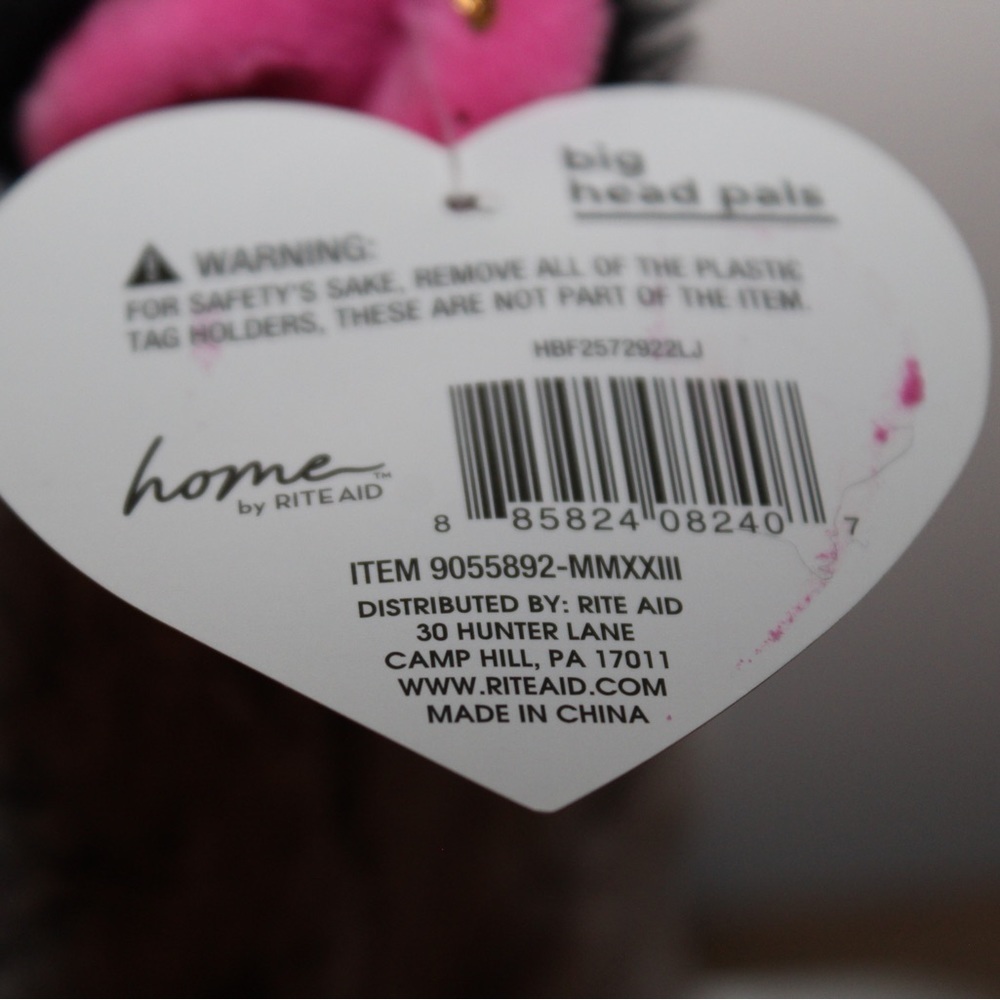 big
head pals
WARNING:
FOR SAFETY'S SAKE, REMOVE ALL OF THE PLASTIC
TAG HOLDERS, THESE ARE NOT PART OF THE ITEM.
HBF2572922LJ
home™
by RITE AID
8 85824 08240 7
ITEM 9055892-MMXXIII
DISTRIBUTED BY: RITE AID
30 HUNTER LANE
CAMP HILL, PA 17011
WWW.RITEAID.COM
MADE IN CHINA